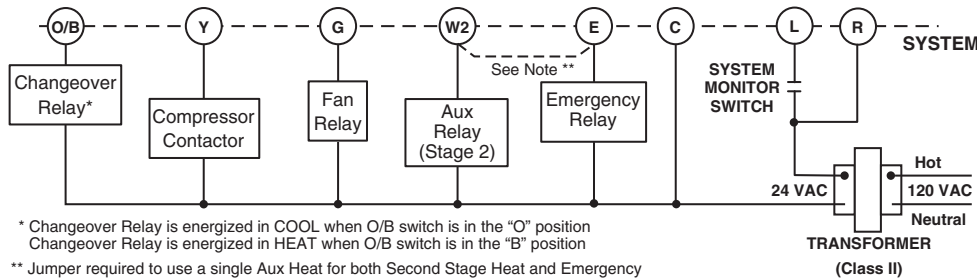 O/B Y G W2 E C L R
SYSTEM
See Note **
Changeover
Relay*
Compressor
Contactor
Fan
Relay
Aux
Relay
(Stage 2)
Emergency
Relay
SYSTEM
MONITOR
SWITCH
24 VAC
Hot
120 VAC
Neutral
TRANSFORMER
(Class II)
* Changeover Relay is energized in COOL when O/B switch is in the “O” position
Changeover Relay is energized in HEAT when O/B switch is in the “B” position
** Jumper required to use a single Aux Heat for both Second Stage Heat and Emergency